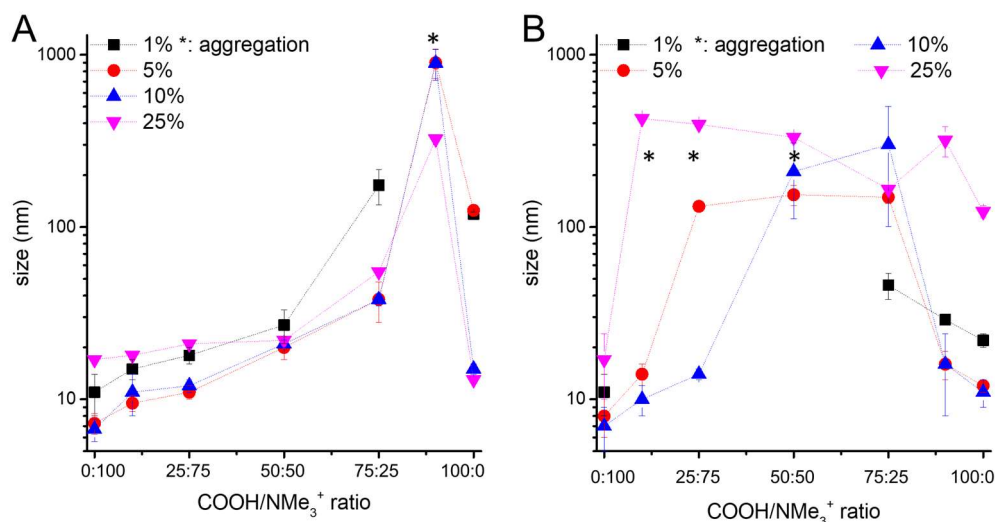 A
1% *: aggregation
5%
10%
25%
*
1000
100
10
size (nm)
0:100
25:75
50:50
75:25
100:0
COOH/NMe₃⁺ ratio
B
1% *: aggregation
10%
5%
25%
1000
100
10
* * *
size (nm)
0:100
25:75
50:50
75:25
100:0
COOH/NMe₃⁺ ratio